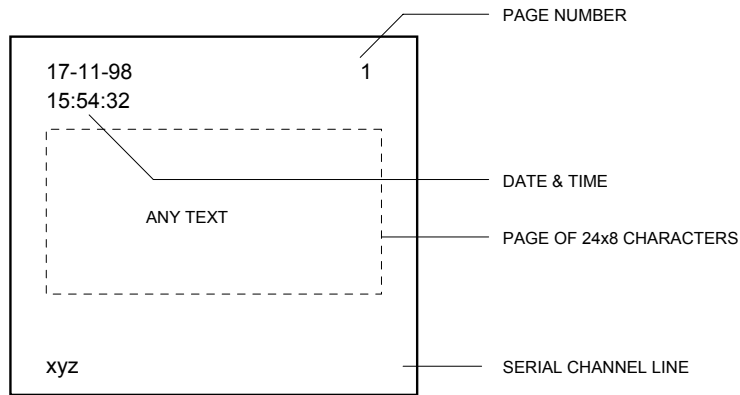 PAGE NUMBER
17-11-98 1
15:54:32
DATE & TIME
ANY TEXT
PAGE OF 24x8 CHARACTERS
xyz
SERIAL CHANNEL LINE